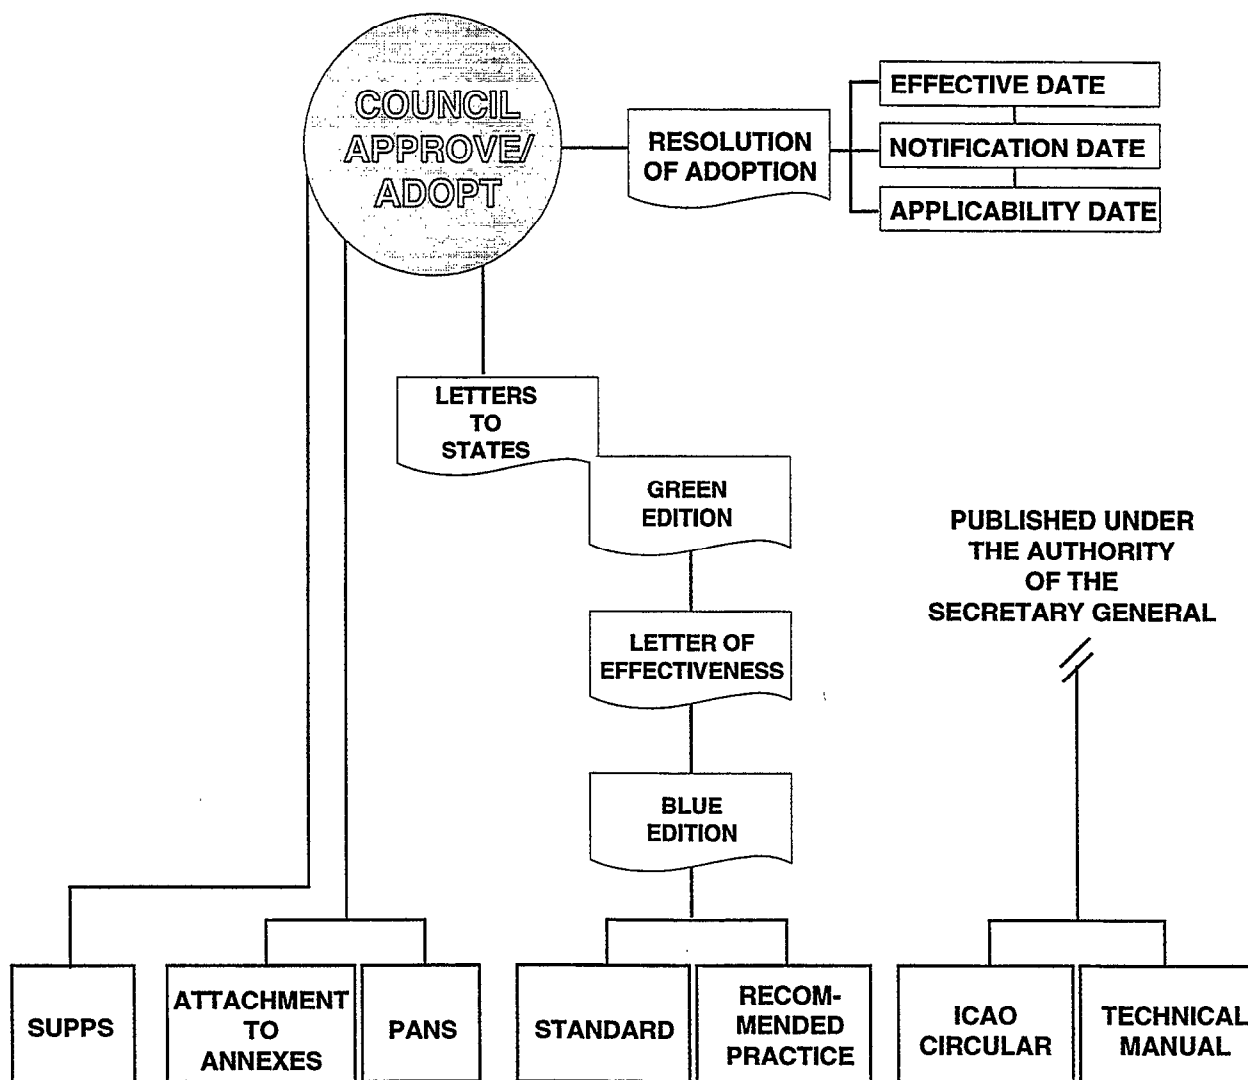 COUNCIL
APPROVE/
ADOPT
RESOLUTION
OF ADOPTION
EFFECTIVE DATE
NOTIFICATION DATE
APPLICABILITY DATE
LETTERS
TO
STATES
GREEN
EDITION
LETTER OF
EFFECTIVENESS
BLUE
EDITION
PUBLISHED UNDER
THE AUTHORITY
OF THE
SECRETARY GENERAL
SUPPS
ATTACHMENT
TO
ANNEXES
PANS
STANDARD
RECOM-
MENDED
PRACTICE
ICAO
CIRCULAR
TECHNICAL
MANUAL